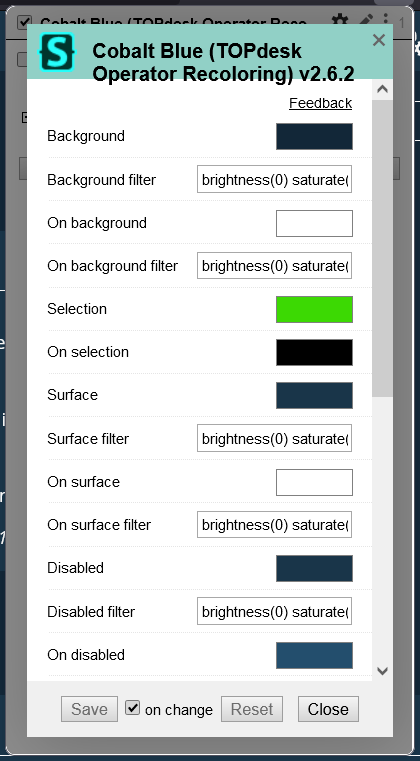 Cobalt Blue (TOPdesk Operator Reco
1
S
Cobalt Blue (TOPdesk
Operator Recoloring) v2.6.2
Feedback
Background
Background filter brightness(0) saturate(
On background
On background filter brightness(0) saturate(
Selection
On selection
Surface
Surface filter brightness(0) saturate(
On surface
On surface filter brightness(0) saturate(
Disabled
Disabled filter brightness(0) saturate(
On disabled
Save on change Reset Close